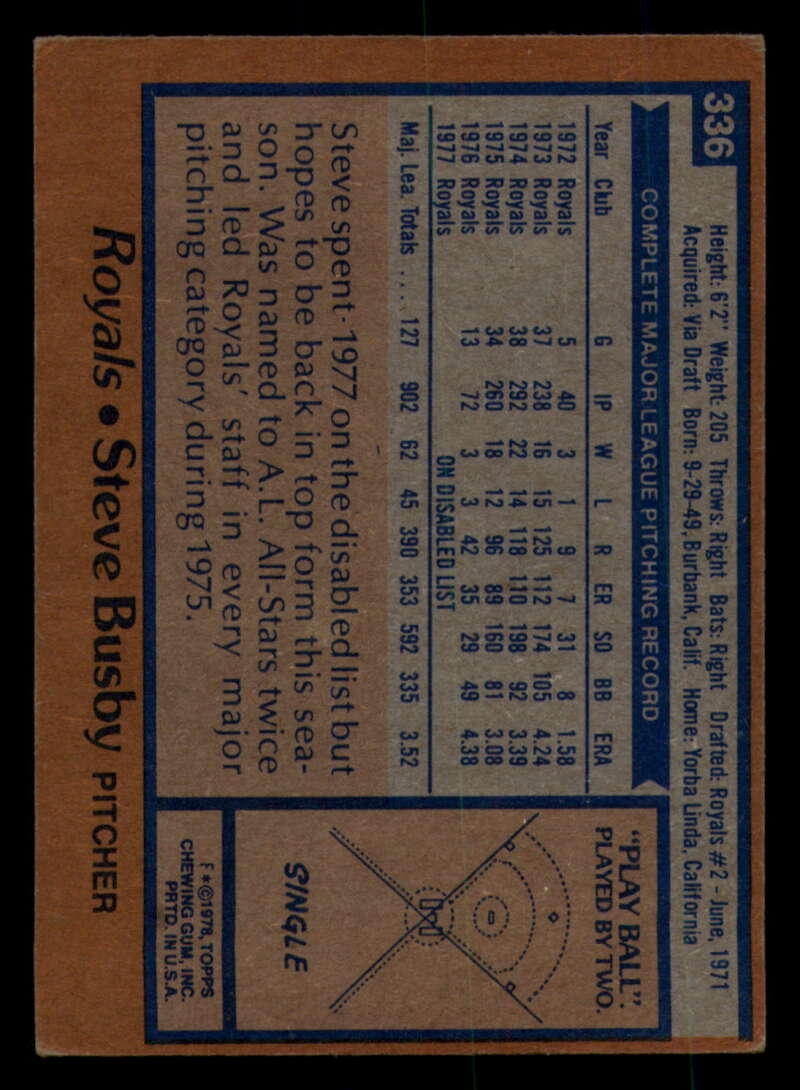 336
Height: 6'2" Weight: 205 Throws: Right Bats: Right Drafted: Royals #2 - June, 1971
Acquired: Via Draft Born: 9-29-49, Burbank, Calif. Home: Yorba Linda, California
COMPLETE MAJOR LEAGUE PITCHING RECORD
Year Club G IP W L R ER SO BB ERA
1972 Royals 5 40 3 1 9 7 31 8 1.58
1973 Royals 37 238 16 15 125 112 174 105 4.24
1974 Royals 38 292 22 14 118 110 198 92 3.39
1975 Royals 34 260 18 12 96 89 160 81 3.08
1976 Royals 13 72 3 3 42 35 29 49 4.38
1977 Royals ON DISABLED LIST
Maj. Lea. Totals ... 127 902 62 45 390 353 592 335 3.52
Steve spent 1977 on the disabled list but
hopes to be back in top form this sea-
son. Was named to A.L. All-Stars twice
and led Royals' staff in every major
pitching category during 1975.
"PLAY BALL":
PLAYED BY TWO.
SINGLE
F*©1978, TOPPS
CHEWING GUM, INC.
PRTD. IN U.S.A.
Royals • Steve Busby PITCHER